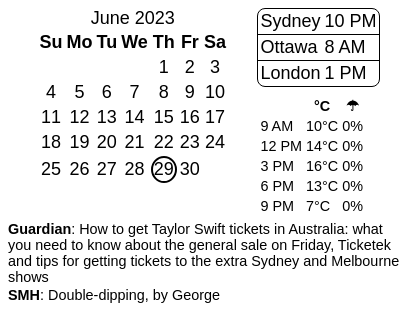 June 2023
Su Mo Tu We Th Fr Sa
1 2 3
4 5 6 7 8 9 10
11 12 13 14 15 16 17
18 19 20 21 22 23 24
25 26 27 28 29 30
Sydney 10 PM
Ottawa 8 AM
London 1 PM
°C ☂
9 AM 10°C 0%
12 PM 14°C 0%
3 PM 16°C 0%
6 PM 13°C 0%
9 PM 7°C 0%
Guardian: How to get Taylor Swift tickets in Australia: what
you need to know about the general sale on Friday, Ticketek
and tips for getting tickets to the extra Sydney and Melbourne
shows
SMH: Double-dipping, by George